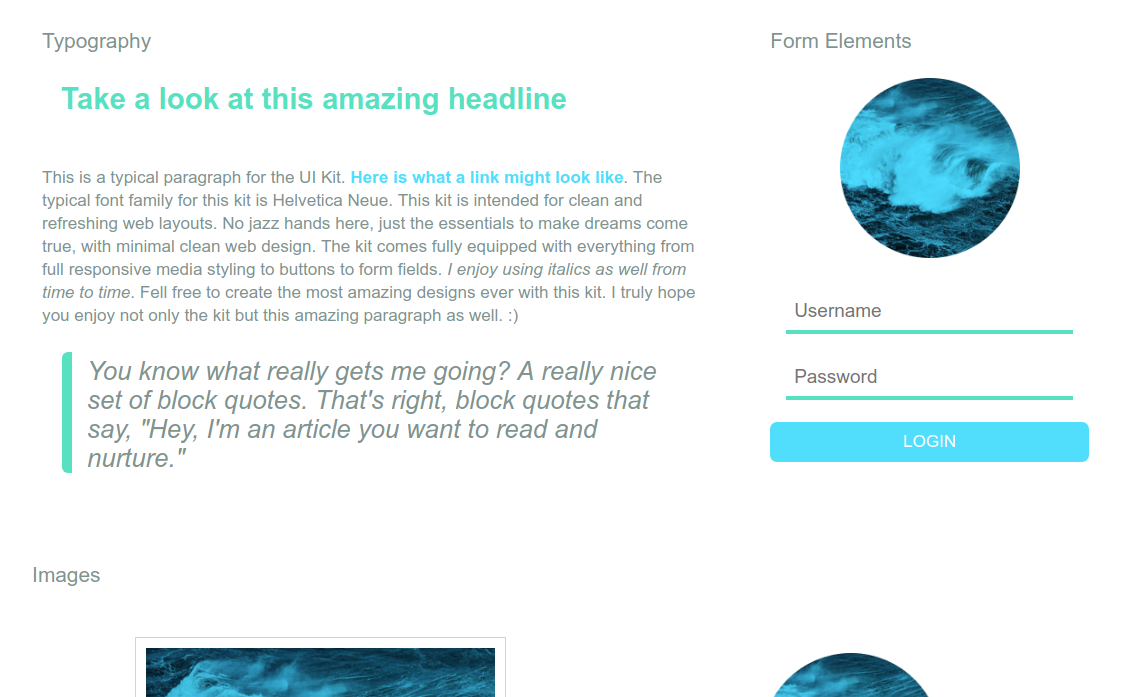 Typography
Take a look at this amazing headline
This is a typical paragraph for the UI Kit. Here is what a link might look like. The
typical font family for this kit is Helvetica Neue. This kit is intended for clean and
refreshing web layouts. No jazz hands here, just the essentials to make dreams come
true, with minimal clean web design. The kit comes fully equipped with everything from
full responsive media styling to buttons to form fields. I enjoy using italics as well from
time to time. Fell free to create the most amazing designs ever with this kit. I truly hope
you enjoy not only the kit but this amazing paragraph as well. :)
You know what really gets me going? A really nice
set of block quotes. That's right, block quotes that
say, "Hey, I'm an article you want to read and
nurture."
Form Elements
Username
Password
LOGIN
Images